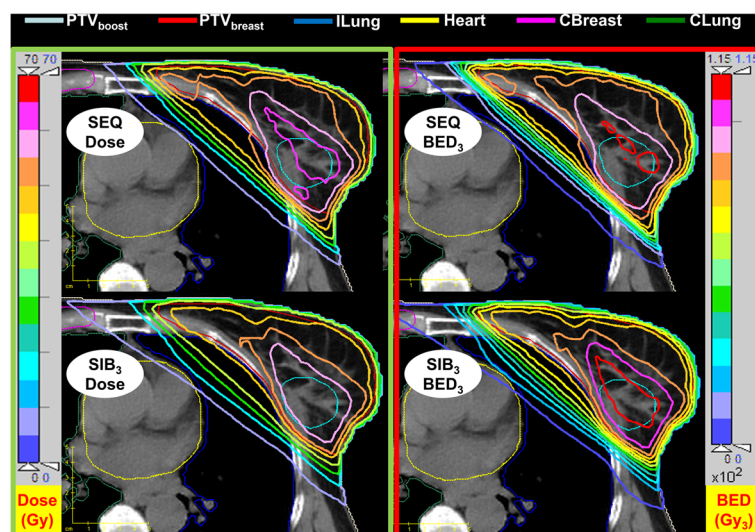 PTVboost PTVbreast ILung Heart CBreast CLung
70 70
1.15 1.15
SEQ
Dose
SEQ
BED3
SIB3
Dose
SIB3
BED3
0 0
0 0
x10²
Dose
(Gy)
BED
(Gy3)